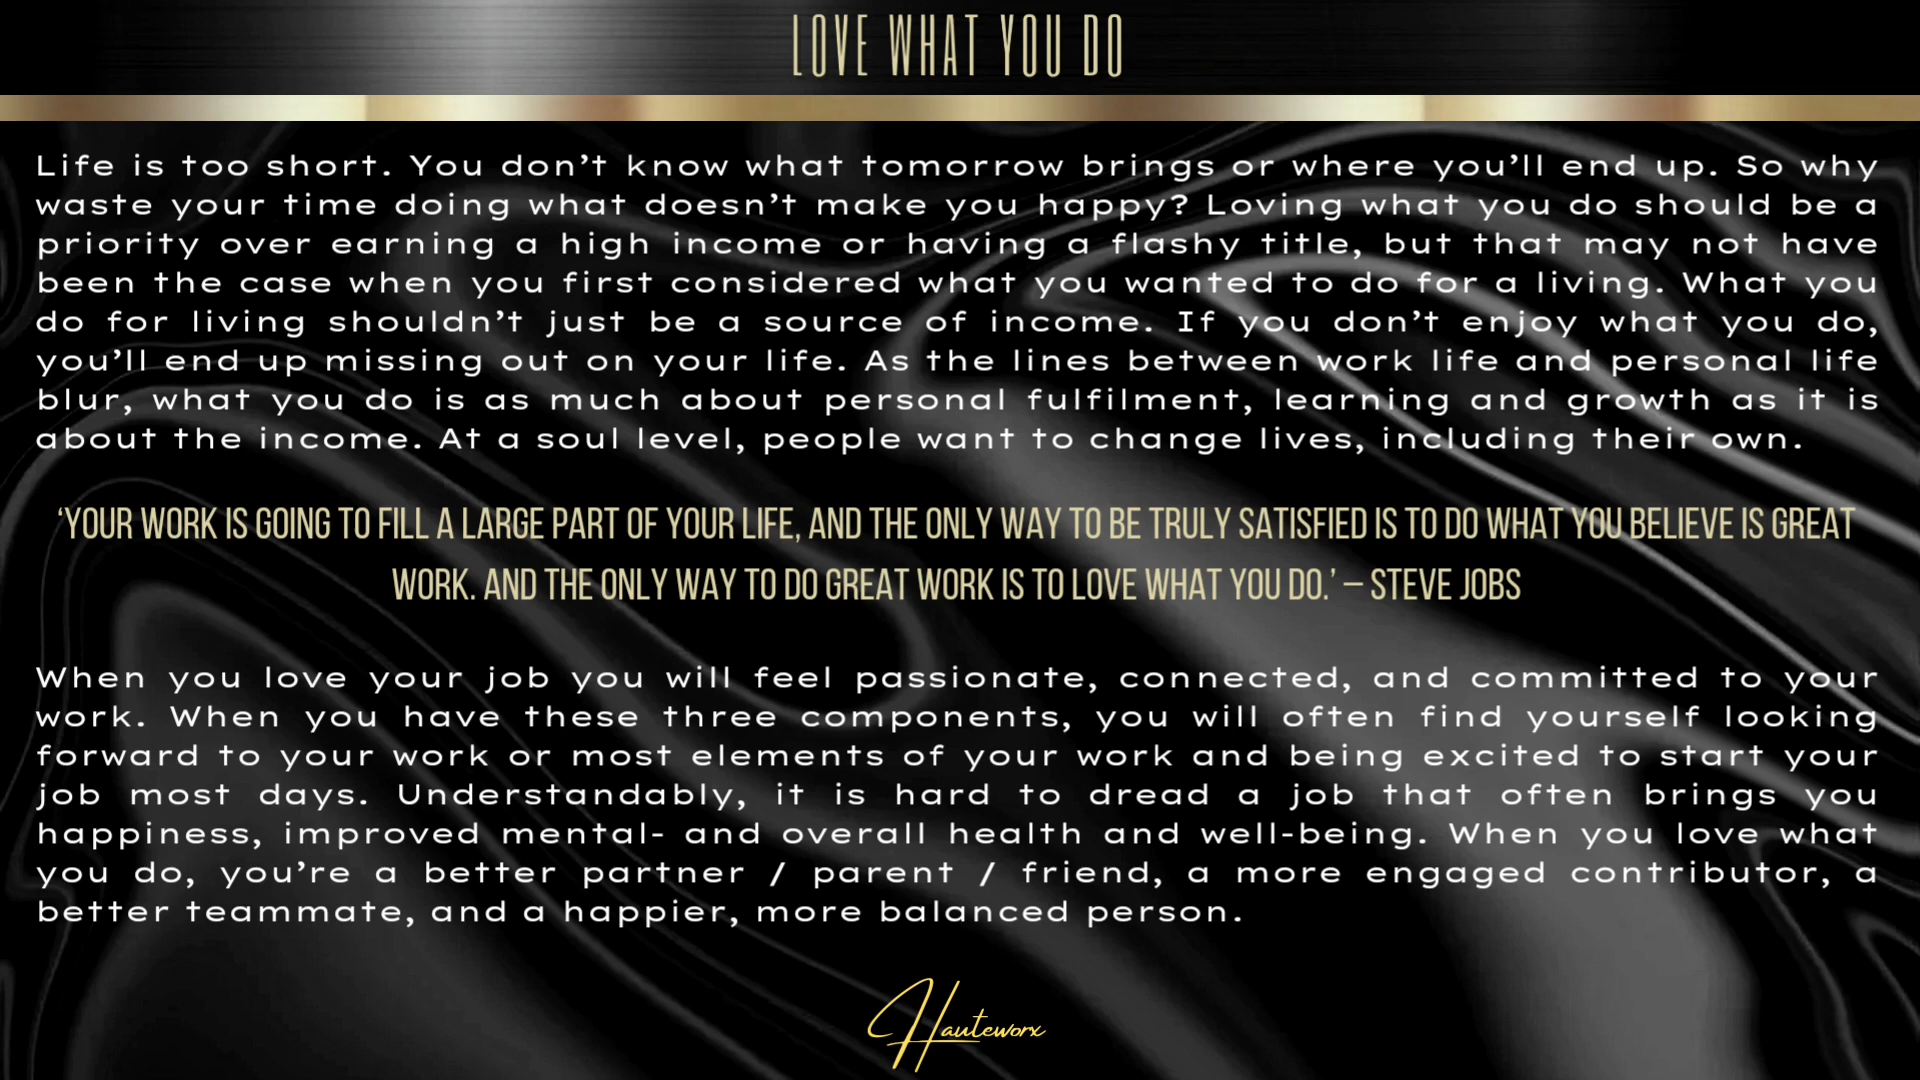 LOVE WHAT YOU DO
Life is too short. You don’t know what tomorrow brings or where you’ll end up. So why
waste your time doing what doesn’t make you happy? Loving what you do should be a
priority over earning a high income or having a flashy title, but that may not have
been the case when you first considered what you wanted to do for a living. What you
do for living shouldn’t just be a source of income. If you don’t enjoy what you do,
you’ll end up missing out on your life. As the lines between work life and personal life
blur, what you do is as much about personal fulfilment, learning and growth as it is
about the income. At a soul level, people want to change lives, including their own.
‘YOUR WORK IS GOING TO FILL A LARGE PART OF YOUR LIFE, AND THE ONLY WAY TO BE TRULY SATISFIED IS TO DO WHAT YOU BELIEVE IS GREAT
WORK. AND THE ONLY WAY TO DO GREAT WORK IS TO LOVE WHAT YOU DO.’ – STEVE JOBS
When you love your job you will feel passionate, connected, and committed to your
work. When you have these three components, you will often find yourself looking
forward to your work or most elements of your work and being excited to start your
job most days. Understandably, it is hard to dread a job that often brings you
happiness, improved mental- and overall health and well-being. When you love what
you do, you’re a better partner / parent / friend, a more engaged contributor, a
better teammate, and a happier, more balanced person.
Hauteworx